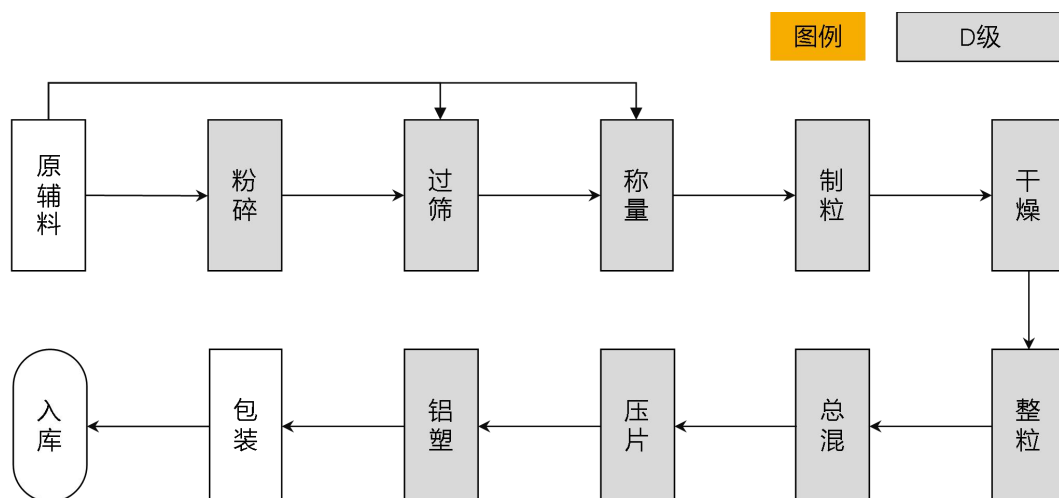 图例
D级
原辅料
粉碎
过筛
称量
制粒
干燥
入库
包装
铝塑
压片
总混
整粒